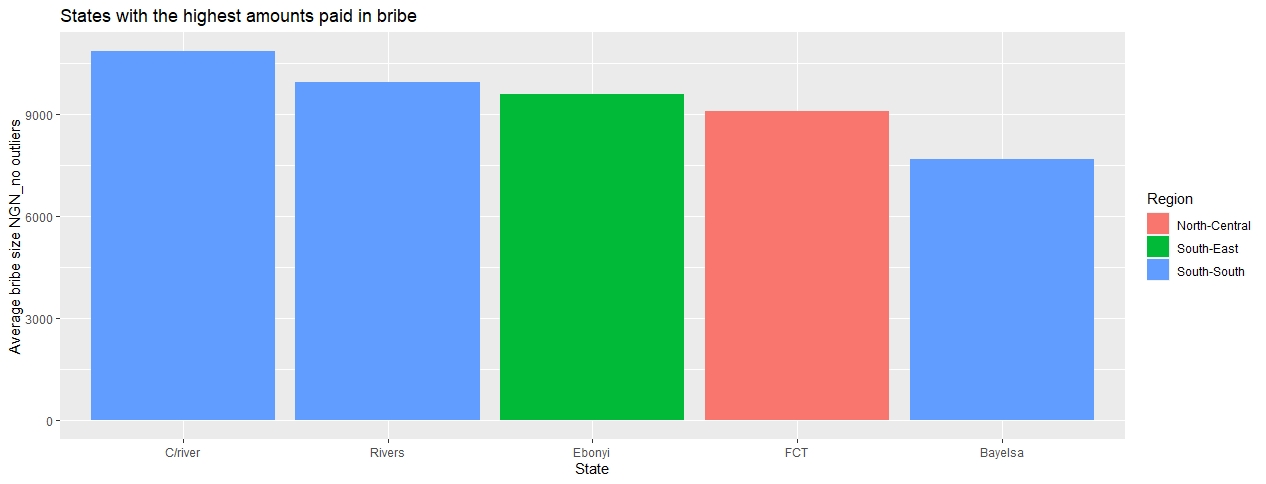 States with the highest amounts paid in bribe
Average bribe size NGN_no outliers
9000
6000
3000
0
C/river
Rivers
Ebonyi
FCT
Bayelsa
State
Region
North-Central
South-East
South-South